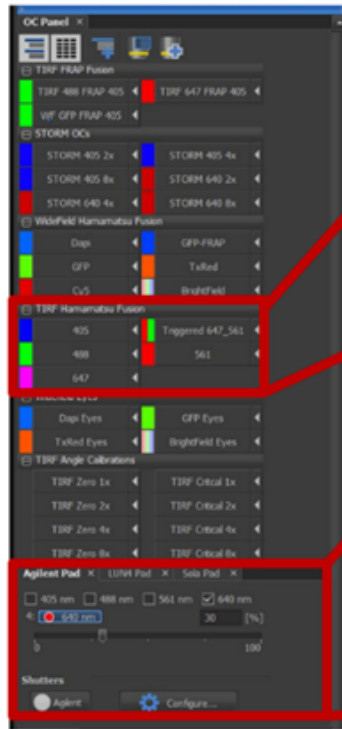 OC Panel ×
TIRF FRAP Fusion
TIRF 488 FRAP 405 TIRF 647 FRAP 405
WF GFP FRAP 405
STORM OCs
STORM 405 2x STORM 405 4x
STORM 405 8x STORM 640 2x
STORM 640 4x STORM 640 8x
WideField Hamamatsu Fusion
Dapi GFP-FRAP
GFP TxRed
Cy5 BrightField
TIRF Hamamatsu Fusion
405 Triggered 647_561
488 561
647
Widefield Eyes
Dapi Eyes GFP Eyes
TxRed Eyes BrightField Eyes
TIRF Angle Calibrations
TIRF Zero 1x TIRF Critical 1x
TIRF Zero 2x TIRF Critical 2x
TIRF Zero 4x TIRF Critical 4x
TIRF Zero 8x TIRF Critical 8x
Agilent Pad × LUN4 Pad × Sola Pad ×
405 nm 488 nm 561 nm 640 nm
4: 640 nm 30 [%]
0 100
Shutters
Agilent Configure...